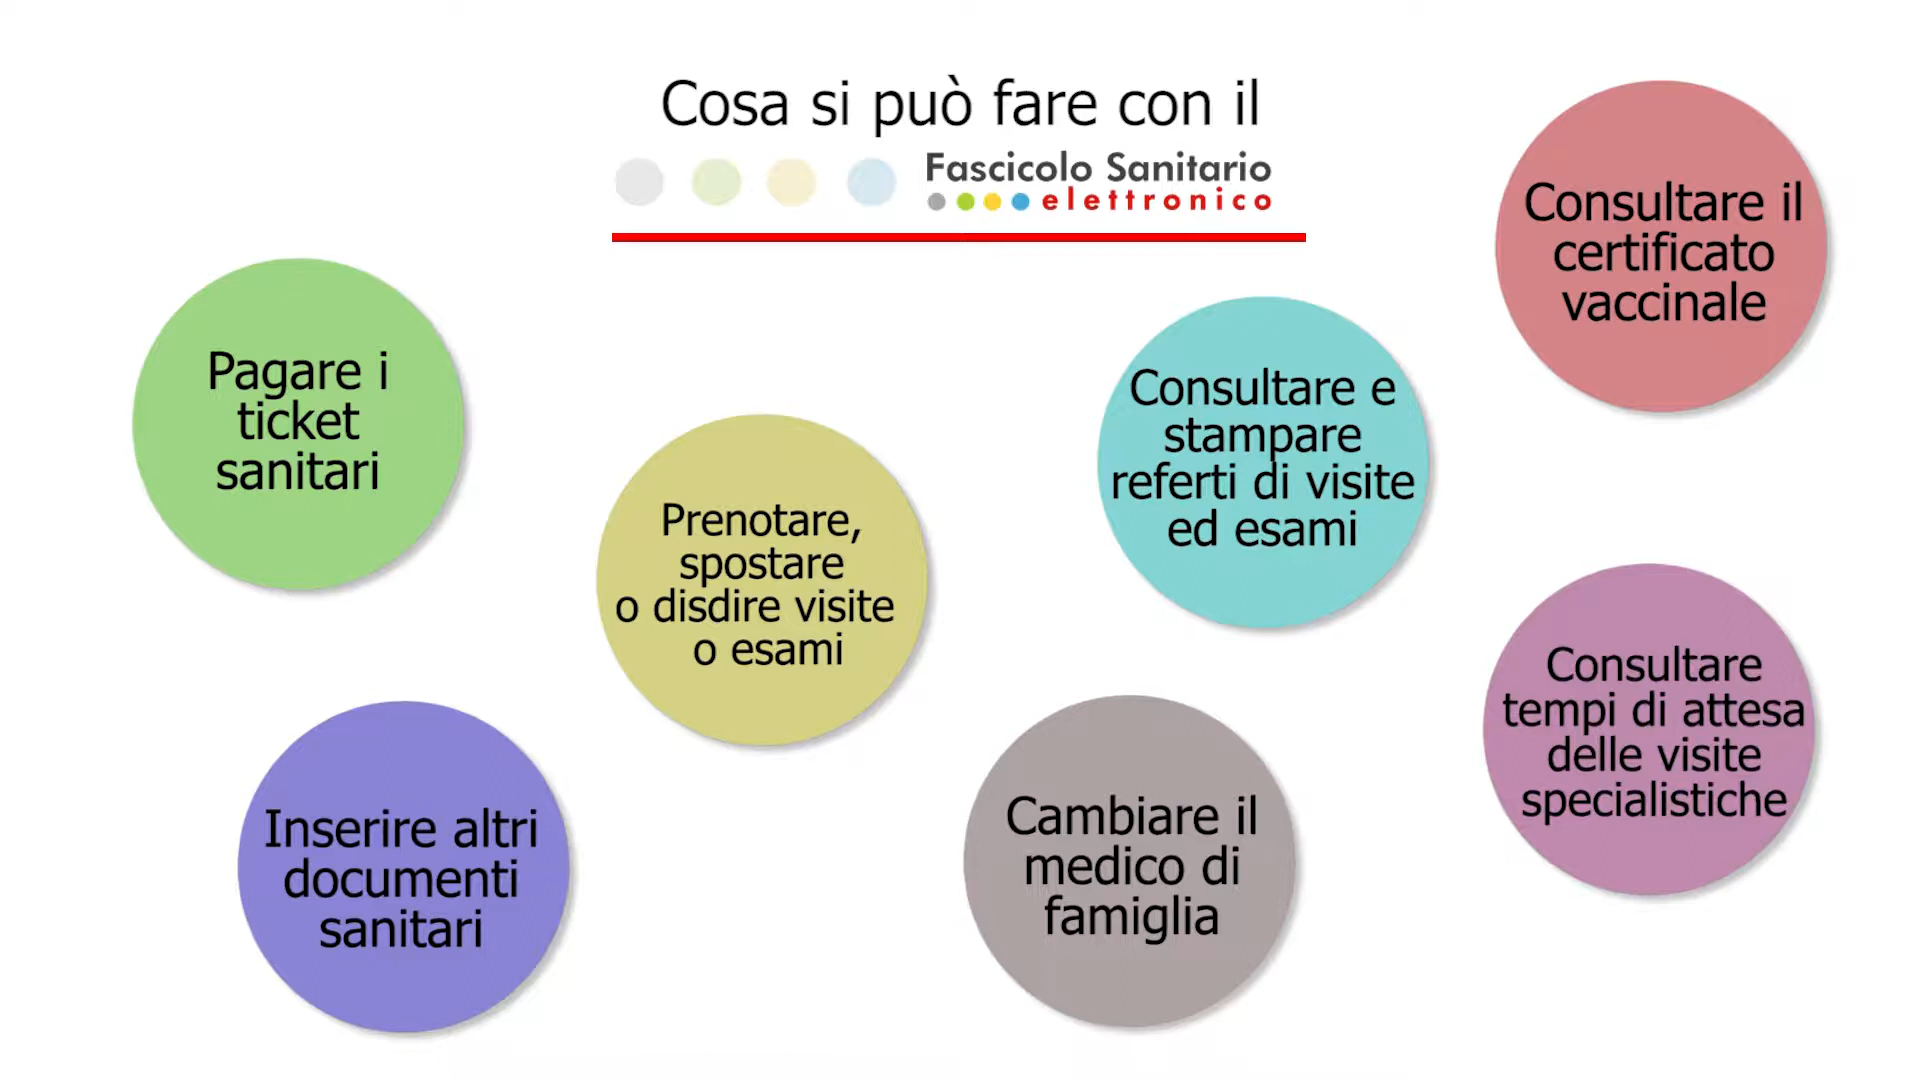 Cosa si può fare con il
Fascicolo Sanitario
elettronico
Pagare i
ticket
sanitari
Prenotare,
spostare
o disdire visite
o esami
Consultare e
stampare
referti di visite
ed esami
Consultare il
certificato
vaccinale
Inserire altri
documenti
sanitari
Cambiare il
medico di
famiglia
Consultare
tempi di attesa
delle visite
specialistiche